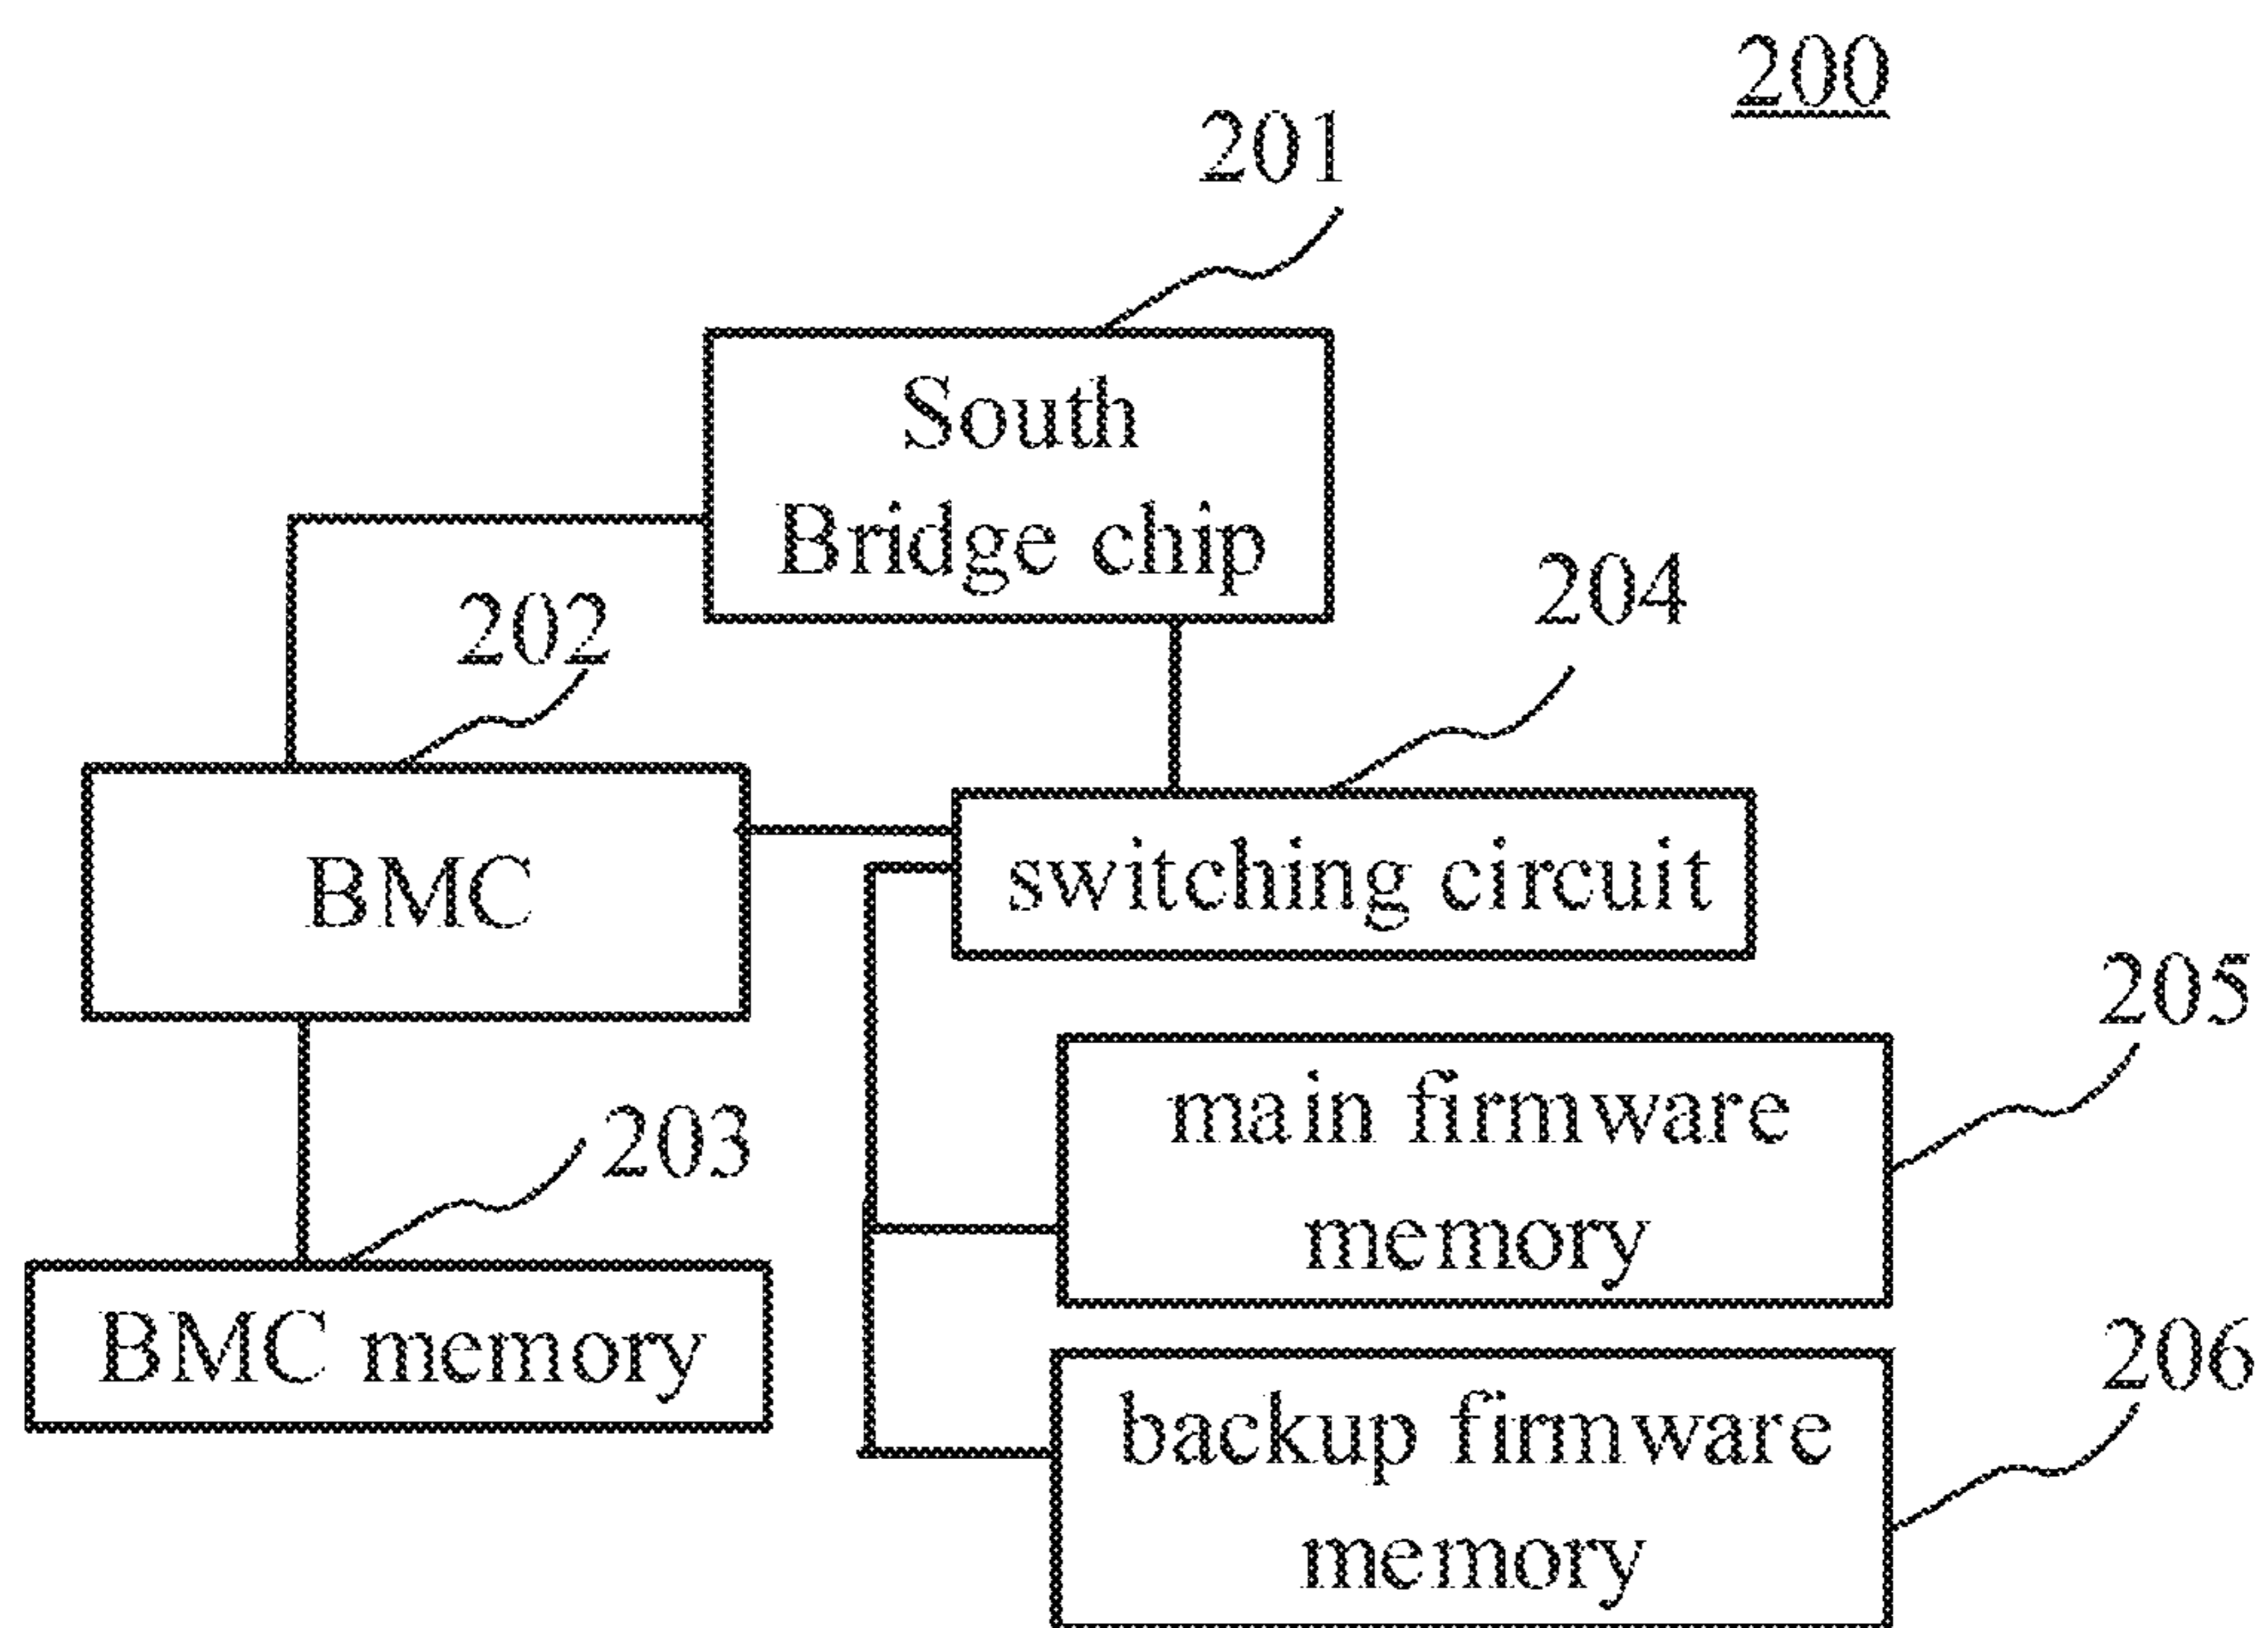 200
201
South
Bridge chip
202
204
BMC
switching circuit
205
main firmware
memory
203
BMC memory
206
backup firmware
memory